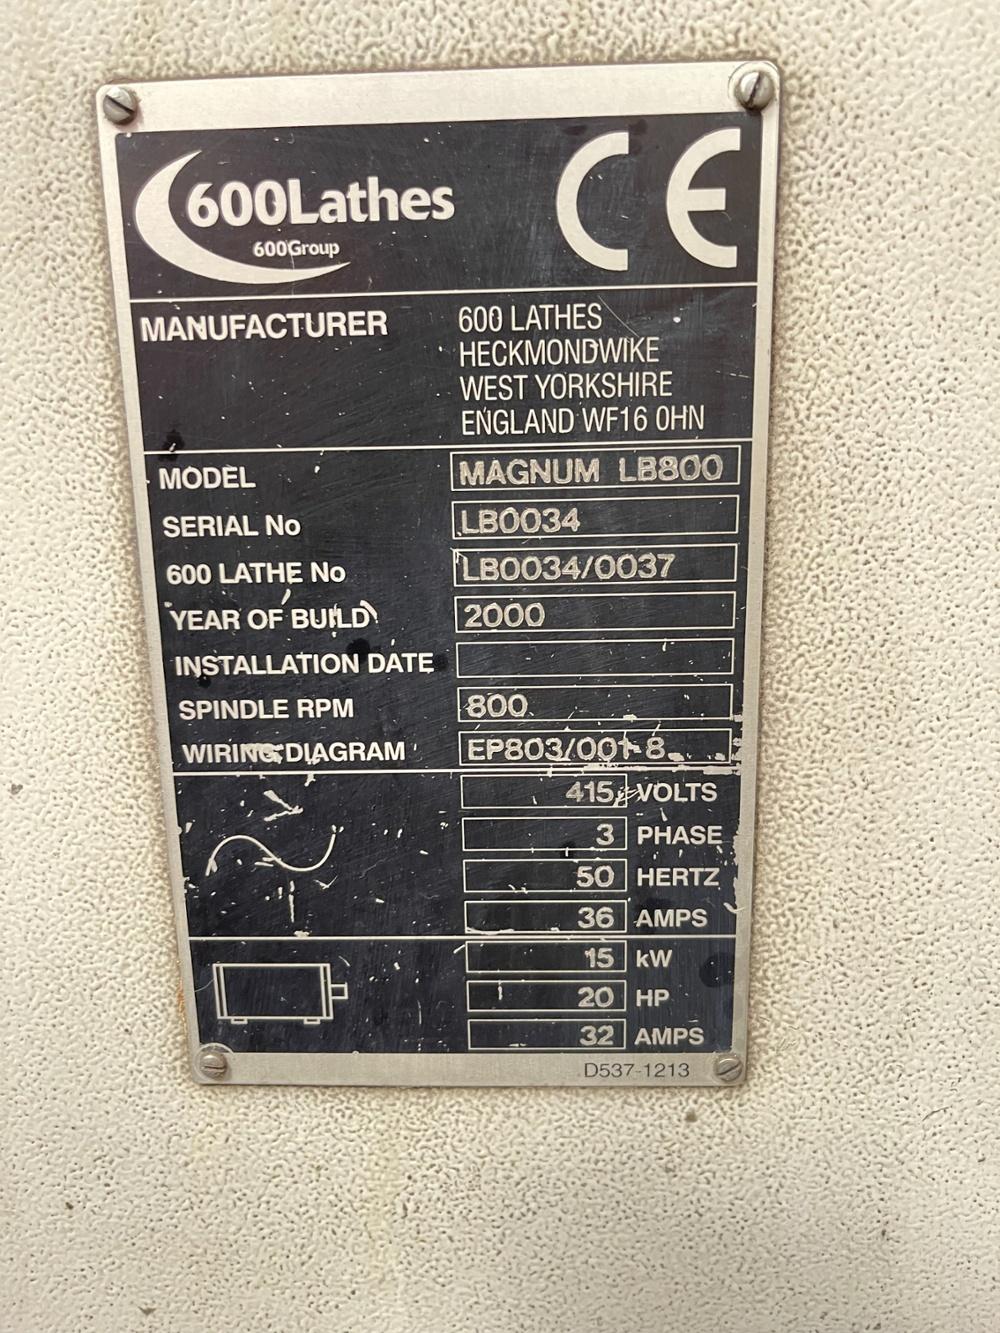 600Lathes
600Group
CE
MANUFACTURER 600 LATHES
HECKMONDWIKE
WEST YORKSHIRE
ENGLAND WF16 0HN
MODEL MAGNUM LB800
SERIAL No LB0034
600 LATHE No LB0034/0037
YEAR OF BUILD 2000
INSTALLATION DATE
SPINDLE RPM 800
WIRING DIAGRAM EP803/001-8
415 VOLTS
3 PHASE
50 HERTZ
36 AMPS
15 kW
20 HP
32 AMPS
D537-1213